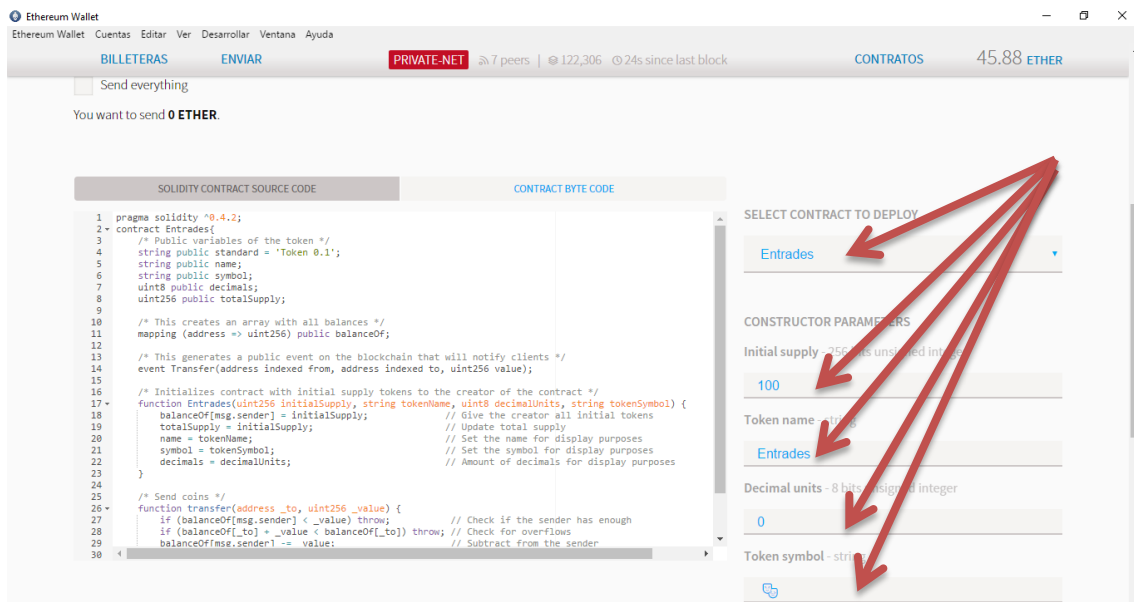 Ethereum Wallet
Ethereum Wallet Cuentas Editar Ver Desarrollar Ventana Ayuda
BILLETERAS ENVIAR PRIVATE-NET 7 peers | 122,306 24s since last block CONTRATOS 45.88 ETHER
Send everything
You want to send 0 ETHER.
SOLIDITY CONTRACT SOURCE CODE CONTRACT BYTE CODE
1 pragma solidity ^0.4.2;
2 contract Entrades{
3 /* Public variables of the token */
4 string public standard = 'Token 0.1';
5 string public name;
6 string public symbol;
7 uint8 public decimals;
8 uint256 public totalSupply;
9
10 /* This creates an array with all balances */
11 mapping (address => uint256) public balanceOf;
12
13 /* This generates a public event on the blockchain that will notify clients */
14 event Transfer(address indexed from, address indexed to, uint256 value);
15
16 /* Initializes contract with initial supply tokens to the creator of the contract */
17 function Entrades(uint256 initialSupply, string tokenName, uint8 decimalUnits, string tokenSymbol) {
18 balanceOf[msg.sender] = initialSupply; // Give the creator all initial tokens
19 totalSupply = initialSupply; // Update total supply
20 name = tokenName; // Set the name for display purposes
21 symbol = tokenSymbol; // Set the symbol for display purposes
22 decimals = decimalUnits; // Amount of decimals for display purposes
23 }
24
25 /* Send coins */
26 function transfer(address _to, uint256 _value) {
27 if (balanceOf[msg.sender] < _value) throw; // Check if the sender has enough
28 if (balanceOf[_to] + _value < balanceOf[_to]) throw; // Check for overflows
29 balanceOf[msg.sender] -= _value; // Subtract from the sender
30
SELECT CONTRACT TO DEPLOY
Entrades
CONSTRUCTOR PARAMETERS
Initial supply - 256 bits unsigned integer
100
Token name - string
Entrades
Decimal units - 8 bits unsigned integer
0
Token symbol - string